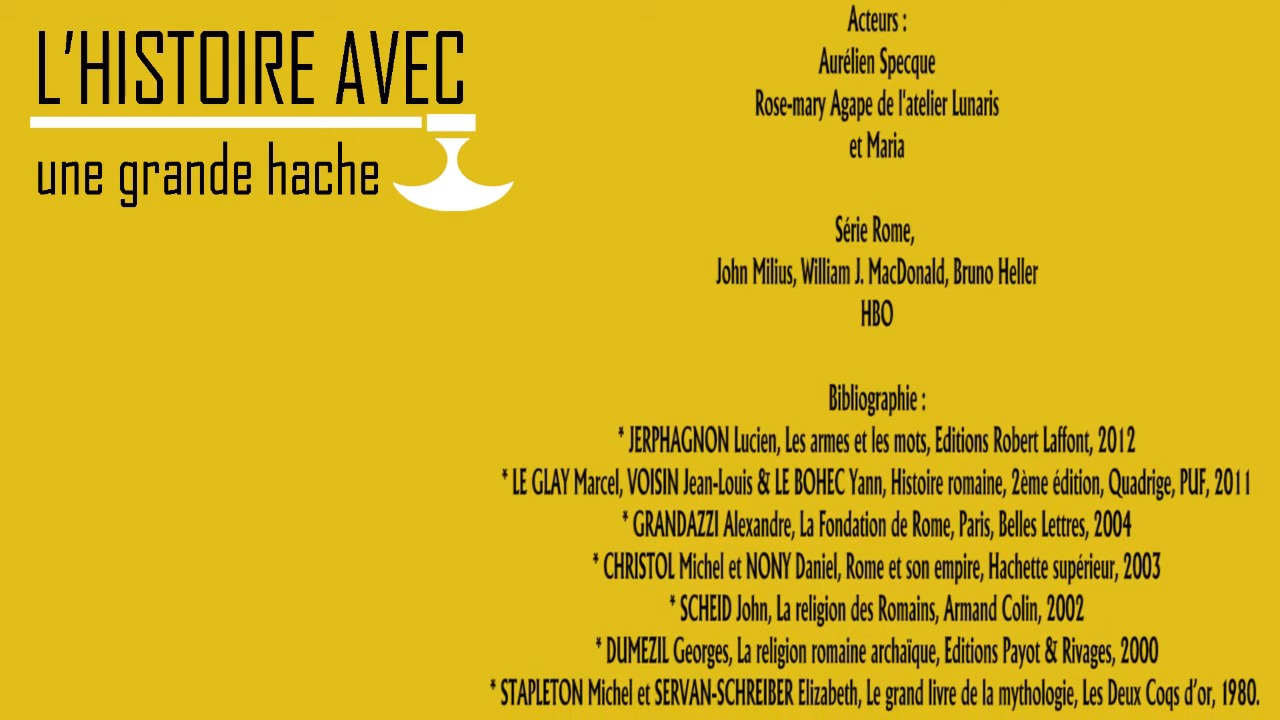 L'HISTOIRE AVEC
une grande hache
Acteurs :
Aurélien Specque
Rose-mary Agape de l'atelier Lunaris
et Maria
Série Rome,
John Milius, William J. MacDonald, Bruno Heller
HBO
Bibliographie :
* JERPHAGNON Lucien, Les armes et les mots, Editions Robert Laffont, 2012
* LE GLAY Marcel, VOISIN Jean-Louis & LE BOHEC Yann, Histoire romaine, 2ème édition, Quadrige, PUF, 2011
* GRANDAZZI Alexandre, La Fondation de Rome, Paris, Belles Lettres, 2004
* CHRISTOL Michel et NONY Daniel, Rome et son empire, Hachette supérieur, 2003
* SCHEID John, La religion des Romains, Armand Colin, 2002
* DUMEZIL Georges, La religion romaine archaïque, Editions Payot & Rivages, 2000
* STAPLETON Michel et SERVAN-SCHREIBER Elizabeth, Le grand livre de la mythologie, Les Deux Coqs d'or, 1980.